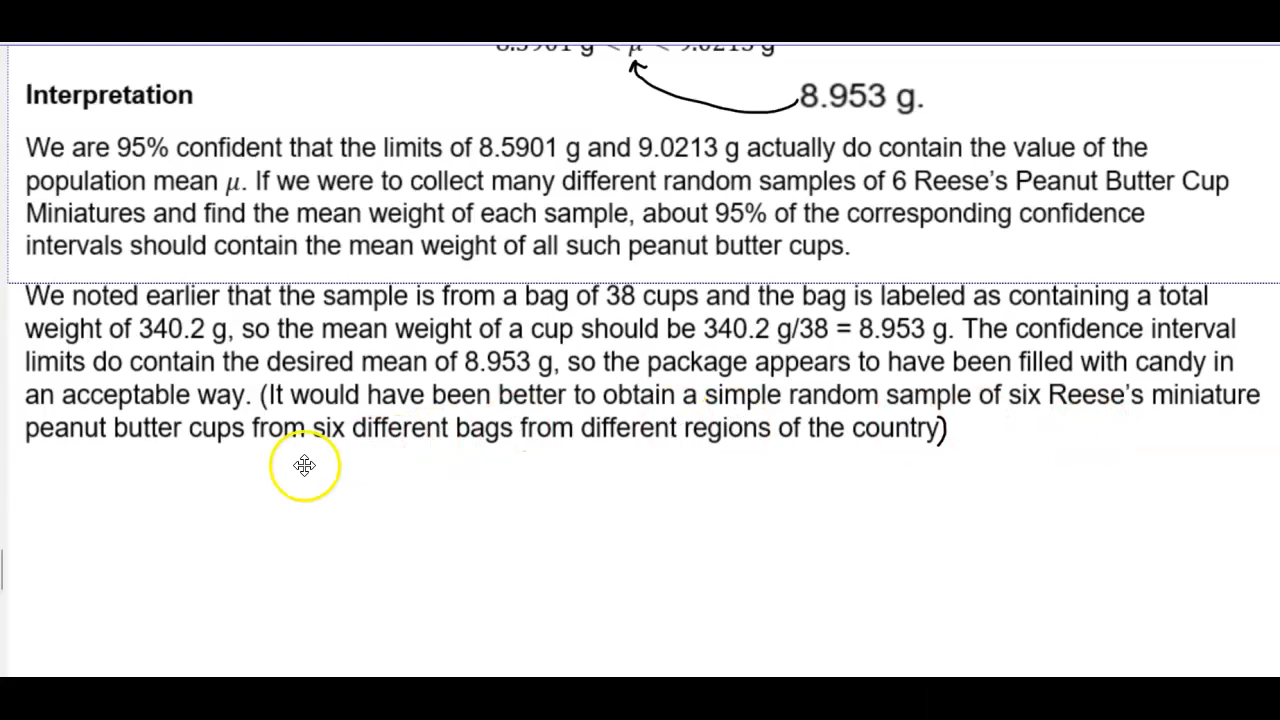 8.5901 g < μ < 9.0213 g
Interpretation
8.953 g.
We are 95% confident that the limits of 8.5901 g and 9.0213 g actually do contain the value of the
population mean μ. If we were to collect many different random samples of 6 Reese’s Peanut Butter Cup
Miniatures and find the mean weight of each sample, about 95% of the corresponding confidence
intervals should contain the mean weight of all such peanut butter cups.
We noted earlier that the sample is from a bag of 38 cups and the bag is labeled as containing a total
weight of 340.2 g, so the mean weight of a cup should be 340.2 g/38 = 8.953 g. The confidence interval
limits do contain the desired mean of 8.953 g, so the package appears to have been filled with candy in
an acceptable way. (It would have been better to obtain a simple random sample of six Reese’s miniature
peanut butter cups from six different bags from different regions of the country)